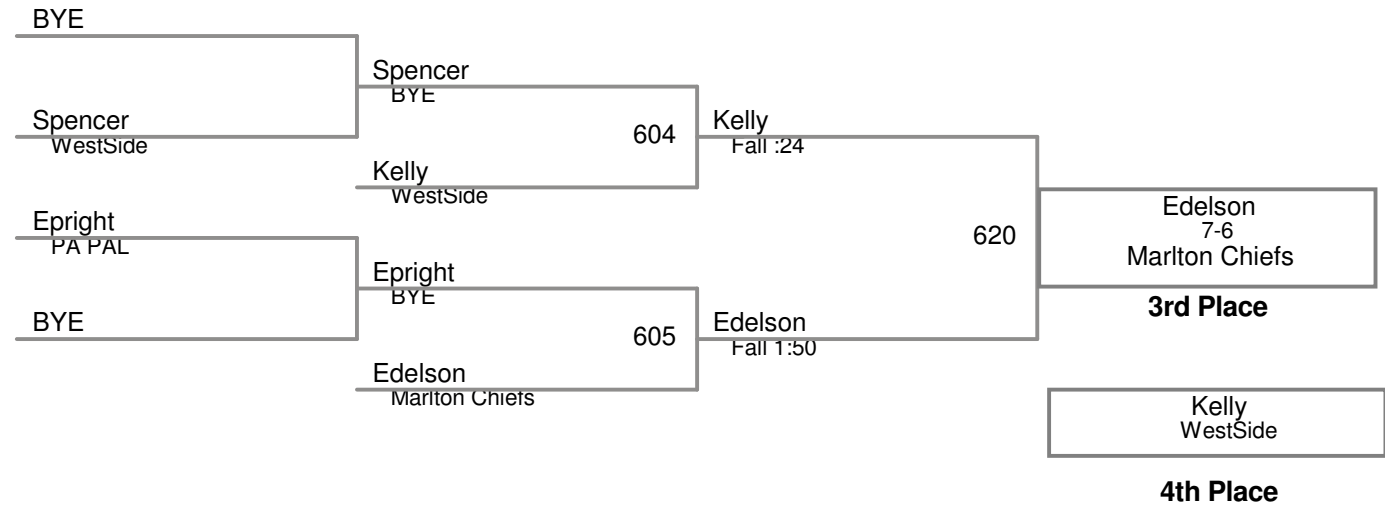 BYE
Spencer
BYE
Spencer
WestSide
604
Kelly
Fall :24
Kelly
WestSide
Epright
PA PAL
620
Edelson
7-6
Marlton Chiefs
Epright
BYE
3rd Place
BYE
605
Edelson
Fall 1:50
Edelson
Marlton Chiefs
Kelly
WestSide
4th Place